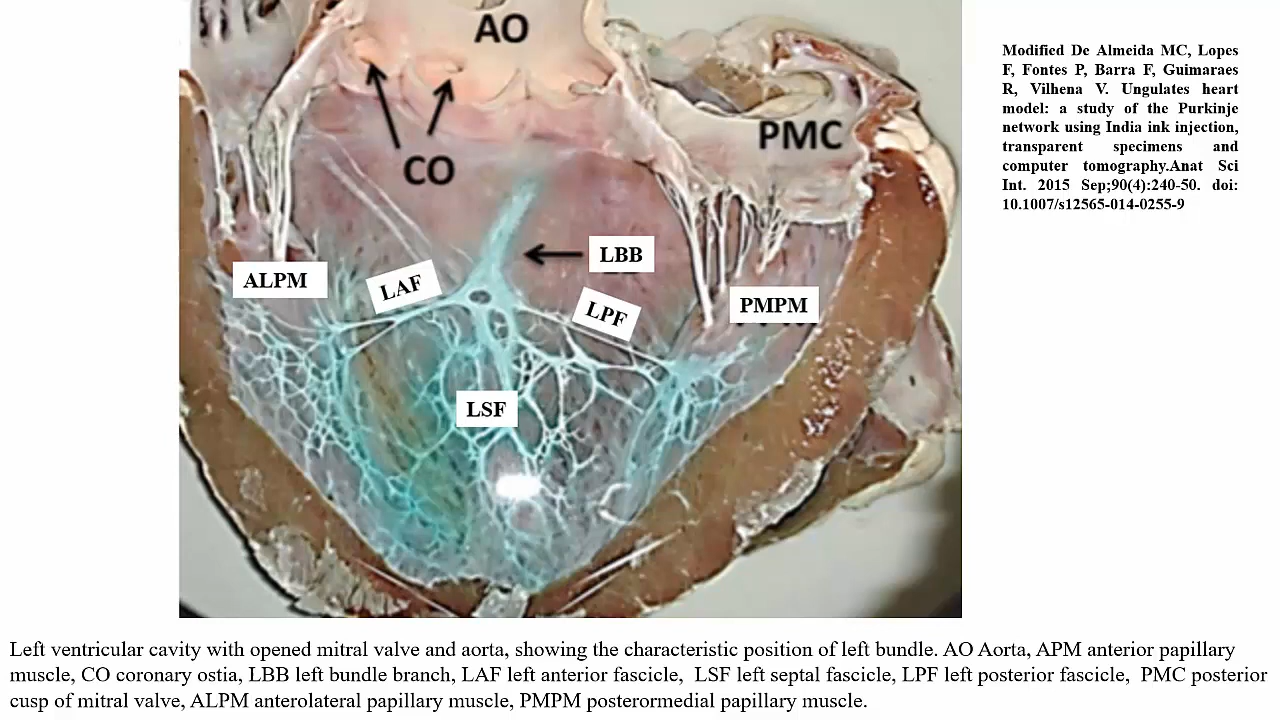 AO
Modified De Almeida MC, Lopes
F, Fontes P, Barra F, Guimaraes
R, Vilhena V. Ungulates heart
model: a study of the Purkinje
network using India ink injection,
transparent specimens and
computer tomography.Anat Sci
Int. 2015 Sep;90(4):240-50. doi:
10.1007/s12565-014-0255-9
PMC
CO
LBB
ALPM
LAF
LPF
PMPM
LSF
Left ventricular cavity with opened mitral valve and aorta, showing the characteristic position of left bundle. AO Aorta, APM anterior papillary
muscle, CO coronary ostia, LBB left bundle branch, LAF left anterior fascicle, LSF left septal fascicle, LPF left posterior fascicle, PMC posterior
cusp of mitral valve, ALPM anterolateral papillary muscle, PMPM posterormedial papillary muscle.